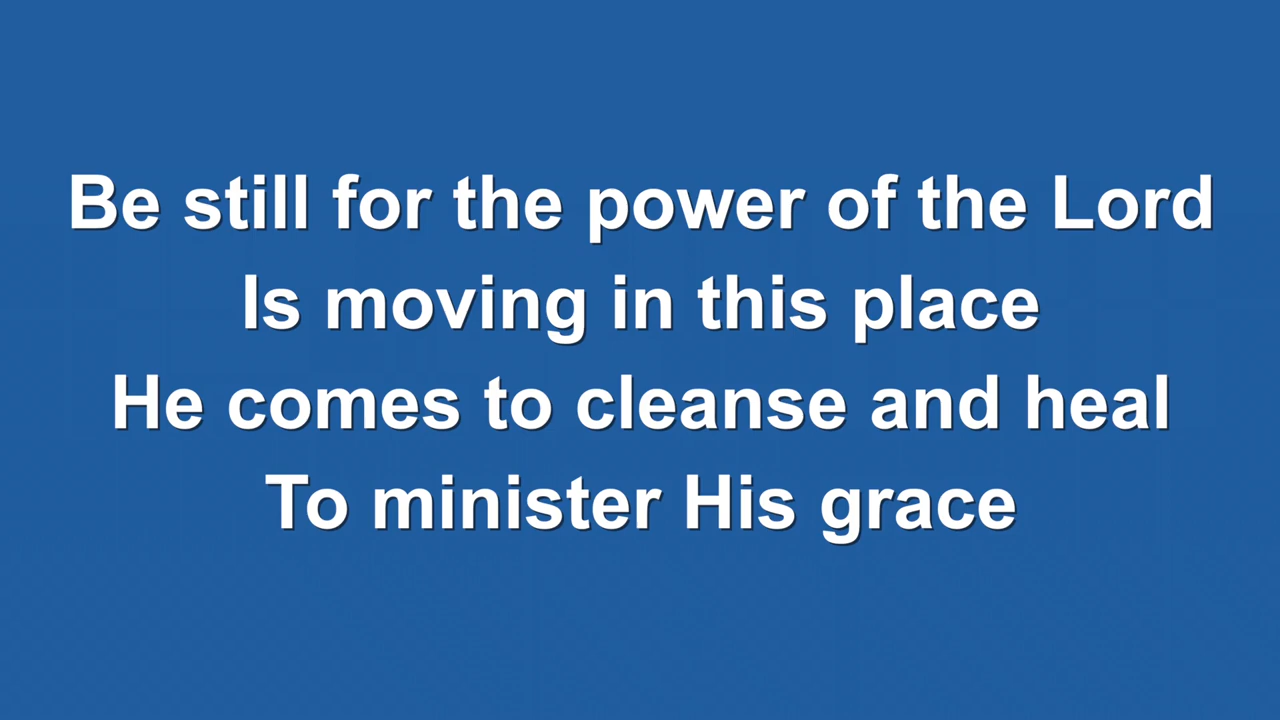 Be still for the power of the Lord
Is moving in this place
He comes to cleanse and heal
To minister His grace